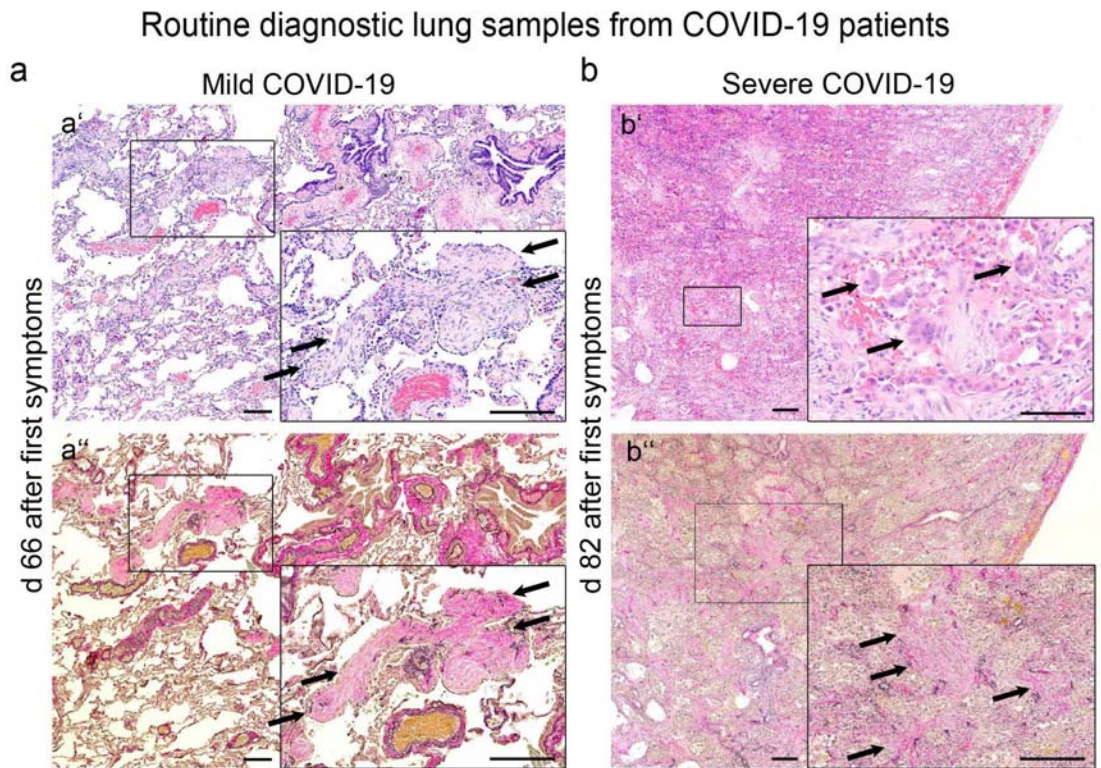 Routine diagnostic lung samples from COVID-19 patients
a
Mild COVID-19
b
Severe COVID-19
a‘
b‘
d 66 after first symptoms
d 82 after first symptoms
a“
b“